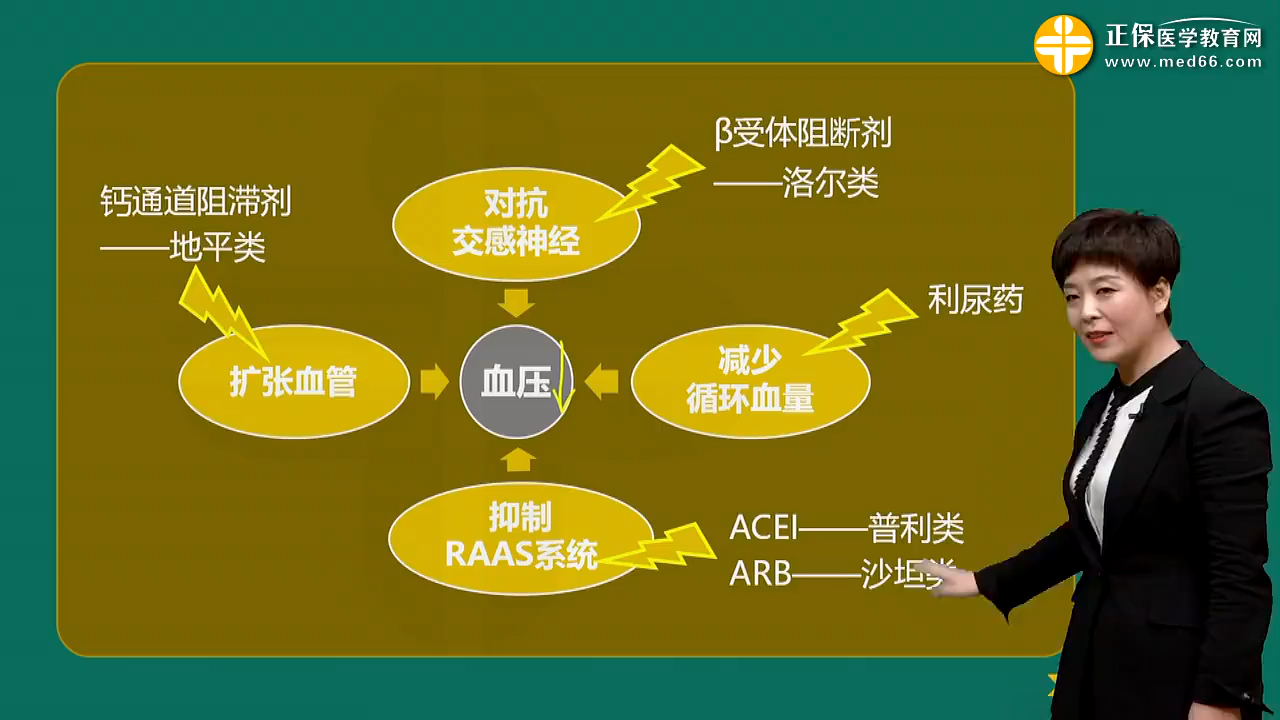 正保医学教育网
www.med66.com
β受体阻断剂
——洛尔类
钙通道阻滞剂
——地平类
对抗
交感神经
利尿药
扩张血管
血压
减少
循环血量
抑制
RAAS系统
ACEI——普利类
ARB——沙坦类